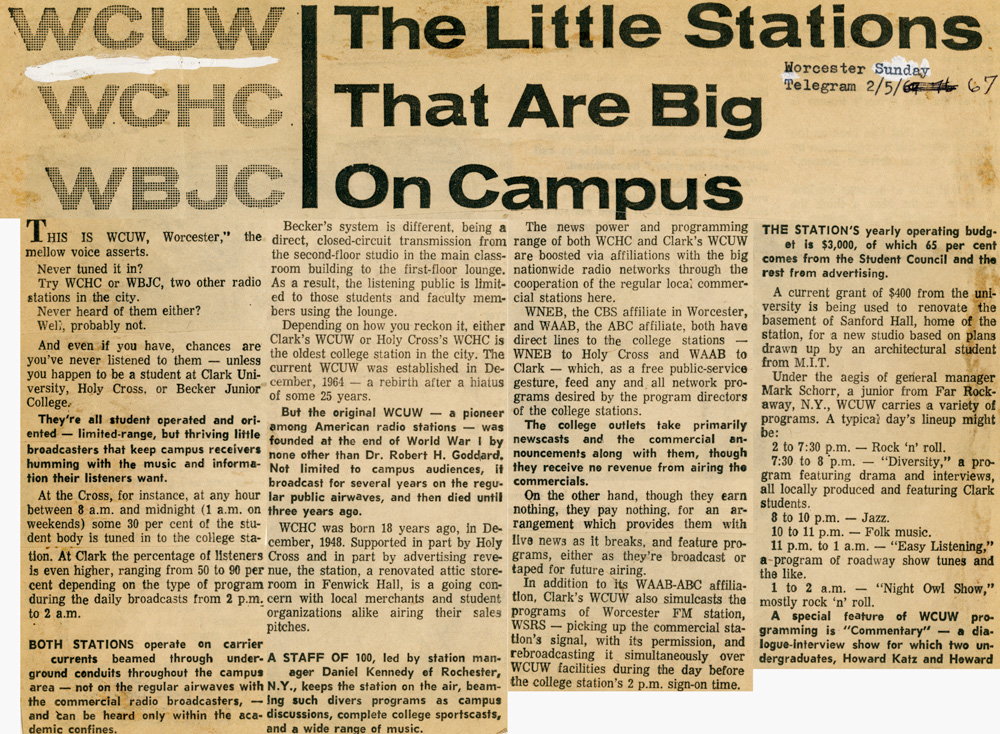 WCUW
WCHC
WBJC
The Little Stations
That Are Big
On Campus
Worcester Sunday
Telegram 2/5/ 67
THIS IS WCUW, Worcester," the
mellow voice asserts.
Never tuned it in?
Try WCHC or WBJC, two other radio
stations in the city.
Never heard of them either?
Well, probably not.
And even if you have, chances are
you've never listened to them — unless
you happen to be a student at Clark Uni-
versity, Holy Cross, or Becker Junior
College.
They're all student operated and ori-
ented — limited-range, but thriving little
broadcasters that keep campus receivers
humming with the music and informa-
tion their listeners want.
At the Cross, for instance, at any hour
between 8 a.m. and midnight (1 a.m. on
weekends) some 30 per cent of the stu-
dent body is tuned in to the college sta-
tion. At Clark the percentage of listeners
is even higher, ranging from 50 to 90 per
cent depending on the type of program
during the daily broadcasts from 2 p.m.
to 2 a.m.
BOTH STATIONS operate on carrier
currents beamed through under-
ground conduits throughout the campus
area — not on the regular airwaves with
the commercial radio broadcasters, —
and can be heard only within the aca-
demic confines.
Becker's system is different, being a
direct, closed-circuit transmission from
the second-floor studio in the main class-
room building to the first-floor lounge.
As a result, the listening public is limit-
ed to those students and faculty mem-
bers using the lounge.
Depending on how you reckon it, either
Clark's WCUW or Holy Cross's WCHC is
the oldest college station in the city. The
current WCUW was established in De-
cember, 1964 — a rebirth after a hiatus
of some 25 years.
But the original WCUW — a pioneer
among American radio stations — was
founded at the end of World War I by
none other than Dr. Robert H. Goddard.
Not limited to campus audiences, it
broadcast for several years on the regu-
lar public airwaves, and then died until
three years ago.
WCHC was born 18 years ago, in De-
cember, 1948. Supported in part by Holy
Cross and in part by advertising reve-
nue, the station, a renovated attic store-
room in Fenwick Hall, is a going con-
cern with local merchants and student
organizations alike airing their sales
pitches.
A STAFF OF 100, led by station man-
ager Daniel Kennedy of Rochester,
N.Y., keeps the station on the air, beam-
ing such divers programs as campus
discussions, complete college sportscasts,
and a wide range of music.
The news power and programming
range of both WCHC and Clark's WCUW
are boosted via affiliations with the big
nationwide radio networks through the
cooperation of the regular local commer-
cial stations here.
WNEB, the CBS affiliate in Worcester,
and WAAB, the ABC affiliate, both have
direct lines to the college stations —
WNEB to Holy Cross and WAAB to
Clark — which, as a free public-service
gesture, feed any and all network pro-
grams desired by the program directors
of the college stations.
The college outlets take primarily
newscasts and the commercial an-
nouncements along with them, though
they receive no revenue from airing the
commercials.
On the other hand, though they earn
nothing, they pay nothing, for an ar-
rangement which provides them with
live news as it breaks, and feature pro-
grams, either as they're broadcast or
taped for future airing.
In addition to its WAAB-ABC affilia-
tion, Clark's WCUW also simulcasts the
programs of Worcester FM station,
WSRS — picking up the commercial sta-
tion's signal, with its permission, and
rebroadcasting it simultaneously over
WCUW facilities during the day before
the college station's 2 p.m. sign-on time.
THE STATION'S yearly operating budg-
et is $3,000, of which 65 per cent
comes from the Student Council and the
rest from advertising.
A current grant of $400 from the uni-
versity is being used to renovate the
basement of Sanford Hall, home of the
station, for a new studio based on plans
drawn up by an architectural student
from M.I.T.
Under the aegis of general manager
Mark Schorr, a junior from Far Rock-
away, N.Y., WCUW carries a variety of
programs. A typical day's lineup might
be:
2 to 7:30 p.m. — Rock 'n' roll.
7:30 to 8 p.m. — "Diversity," a pro-
gram featuring drama and interviews,
all locally produced and featuring Clark
students.
8 to 10 p.m. — Jazz.
10 to 11 p.m. — Folk music.
11 p.m. to 1 a.m. — "Easy Listening,"
a program of roadway show tunes and
the like.
1 to 2 a.m. — "Night Owl Show,"
mostly rock 'n' roll.
A special feature of WCUW pro-
gramming is "Commentary" — a dia-
logue-interview show for which two un-
dergraduates, Howard Katz and Howard